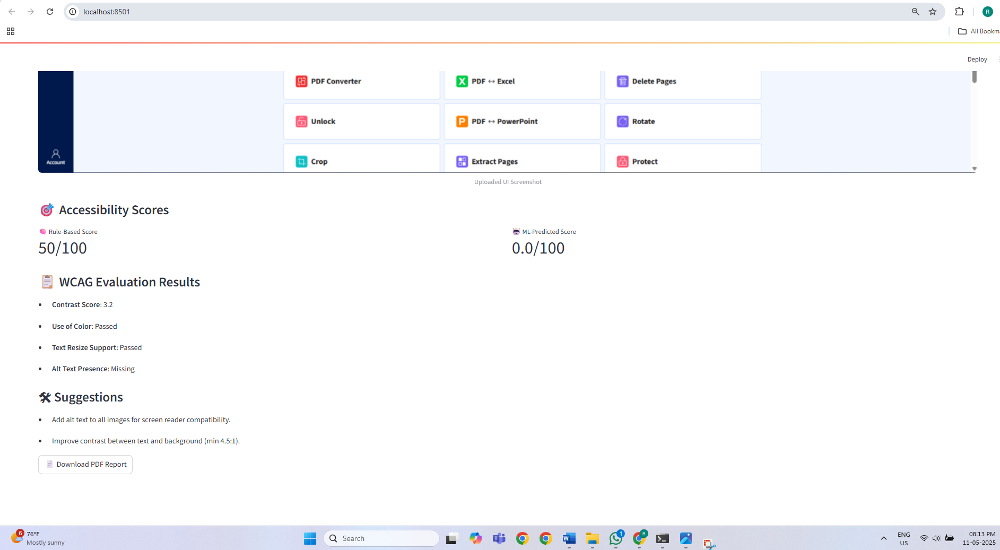 localhost:8501
R
All Bookm
Deploy
PDF Converter
PDF ↔ Excel
Delete Pages
Unlock
PDF ↔ PowerPoint
Rotate
Account
Crop
Extract Pages
Protect
Uploaded UI Screenshot
Accessibility Scores
Rule-Based Score
ML-Predicted Score
50/100
0.0/100
WCAG Evaluation Results
• Contrast Score: 3.2
• Use of Color: Passed
• Text Resize Support: Passed
• Alt Text Presence: Missing
Suggestions
• Add alt text to all images for screen reader compatibility.
• Improve contrast between text and background (min 4.5:1).
Download PDF Report
6
76°F
Mostly sunny
Search
1
R
ENG
US
08:13 PM
11-05-2025